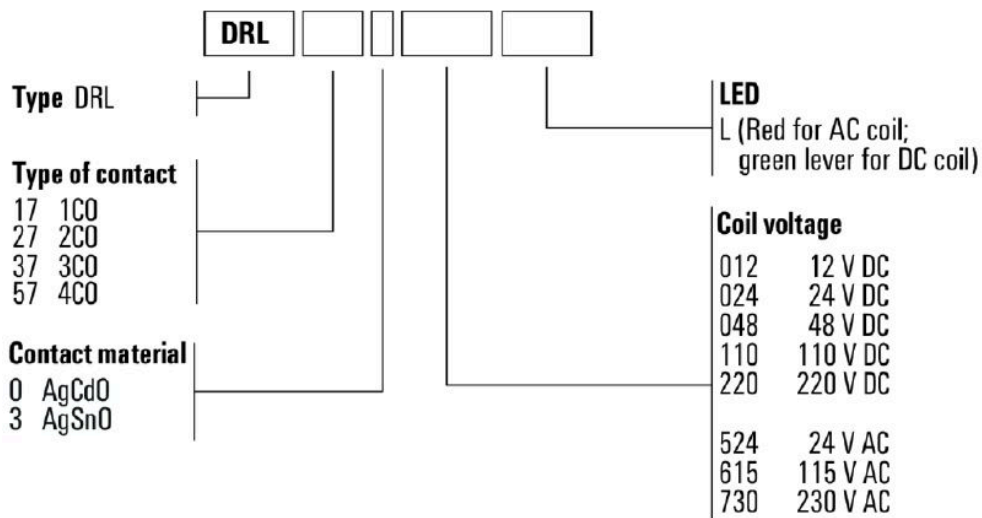 DRL
Type DRL
Type of contact
17 1CO
27 2CO
37 3CO
57 4CO
Contact material
0 AgCdO
3 AgSnO
LED
L (Red for AC coil;
green lever for DC coil)
Coil voltage
012 12 V DC
024 24 V DC
048 48 V DC
110 110 V DC
220 220 V DC
524 24 V AC
615 115 V AC
730 230 V AC